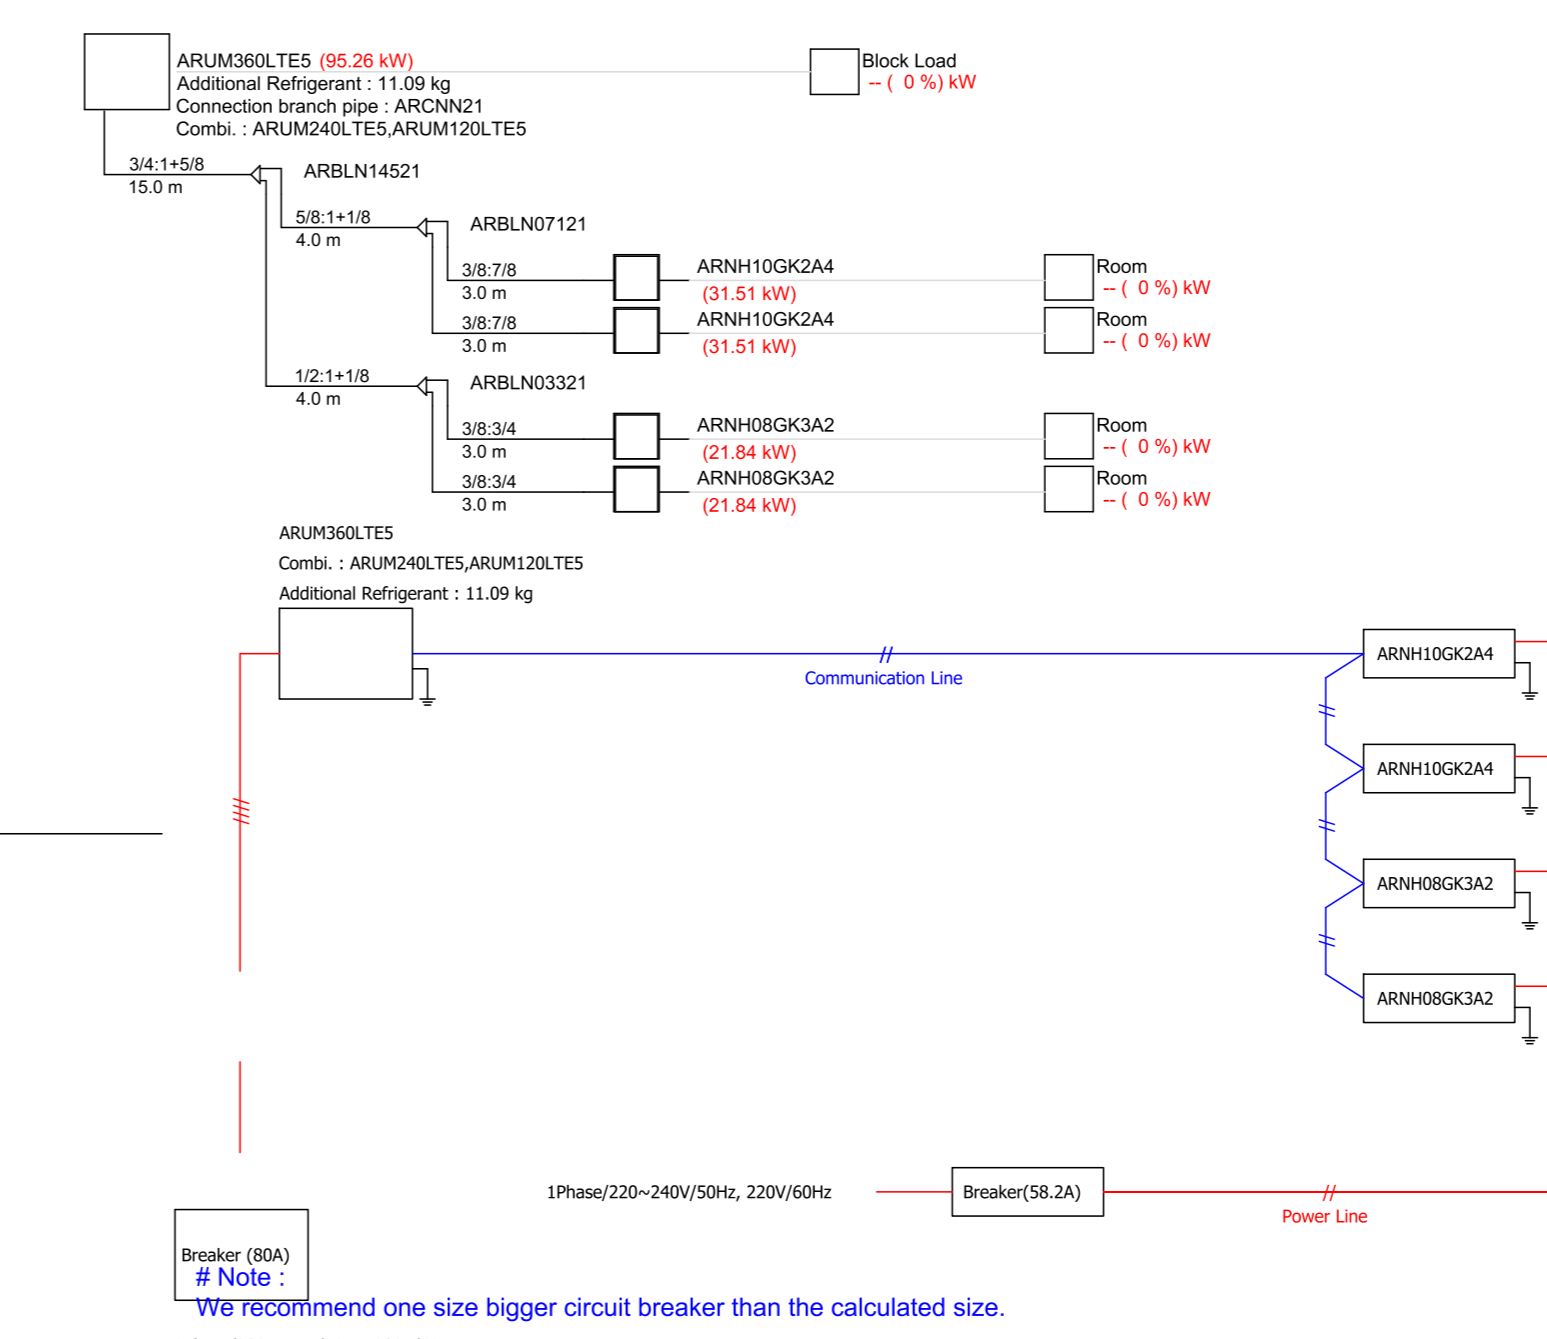 ARUM360LTE5 (95.26 kW)
Additional Refrigerant : 11.09 kg
Connection branch pipe : ARCNN21
Combi. : ARUM240LTE5,ARUM120LTE5
Block Load
-- ( 0 %) kW
3/4:1+5/8
15.0 m
ARBLN14521
5/8:1+1/8
4.0 m
ARBLN07121
3/8:7/8
3.0 m
ARNH10GK2A4
(31.51 kW)
Room
-- ( 0 %) kW
3/8:7/8
3.0 m
ARNH10GK2A4
(31.51 kW)
Room
-- ( 0 %) kW
1/2:1+1/8
4.0 m
ARBLN03321
3/8:3/4
3.0 m
ARNH08GK3A2
(21.84 kW)
Room
-- ( 0 %) kW
3/8:3/4
3.0 m
ARNH08GK3A2
(21.84 kW)
Room
-- ( 0 %) kW
ARUM360LTE5
Combi. : ARUM240LTE5,ARUM120LTE5
Additional Refrigerant : 11.09 kg
Communication Line
ARNH10GK2A4
ARNH10GK2A4
ARNH08GK3A2
ARNH08GK3A2
1Phase/220~240V/50Hz, 220V/60Hz
Breaker(58.2A)
Power Line
Breaker (80A)
# Note :
We recommend one size bigger circuit breaker than the calculated size.